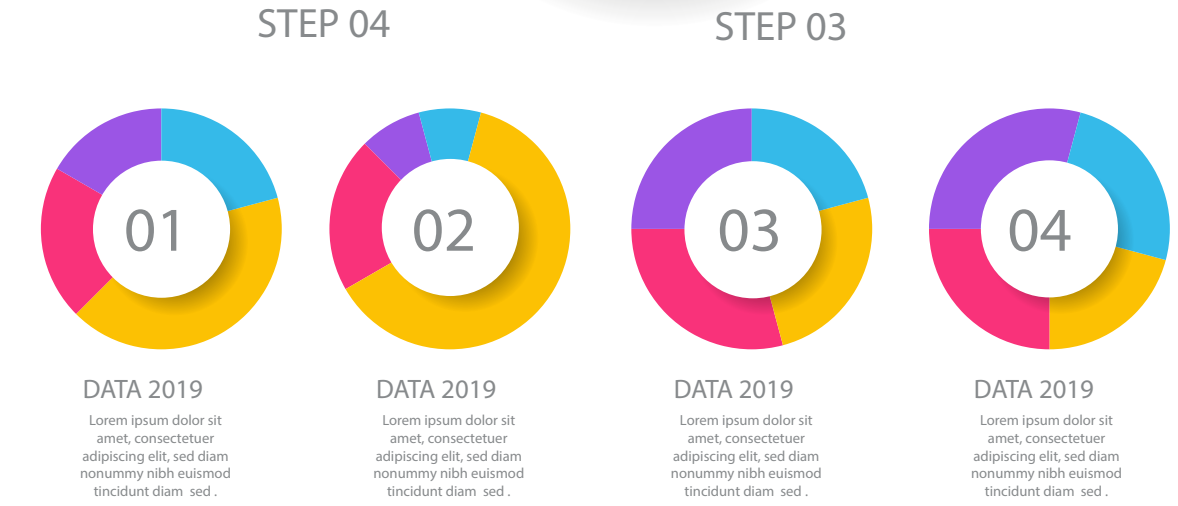 STEP 04
STEP 03
01
02
03
04
DATA 2019
Lorem ipsum dolor sit
amet, consectetuer
adipiscing elit, sed diam
nonummy nibh euismod
tincidunt diam sed .
DATA 2019
Lorem ipsum dolor sit
amet, consectetuer
adipiscing elit, sed diam
nonummy nibh euismod
tincidunt diam sed .
DATA 2019
Lorem ipsum dolor sit
amet, consectetuer
adipiscing elit, sed diam
nonummy nibh euismod
tincidunt diam sed .
DATA 2019
Lorem ipsum dolor sit
amet, consectetuer
adipiscing elit, sed diam
nonummy nibh euismod
tincidunt diam sed .